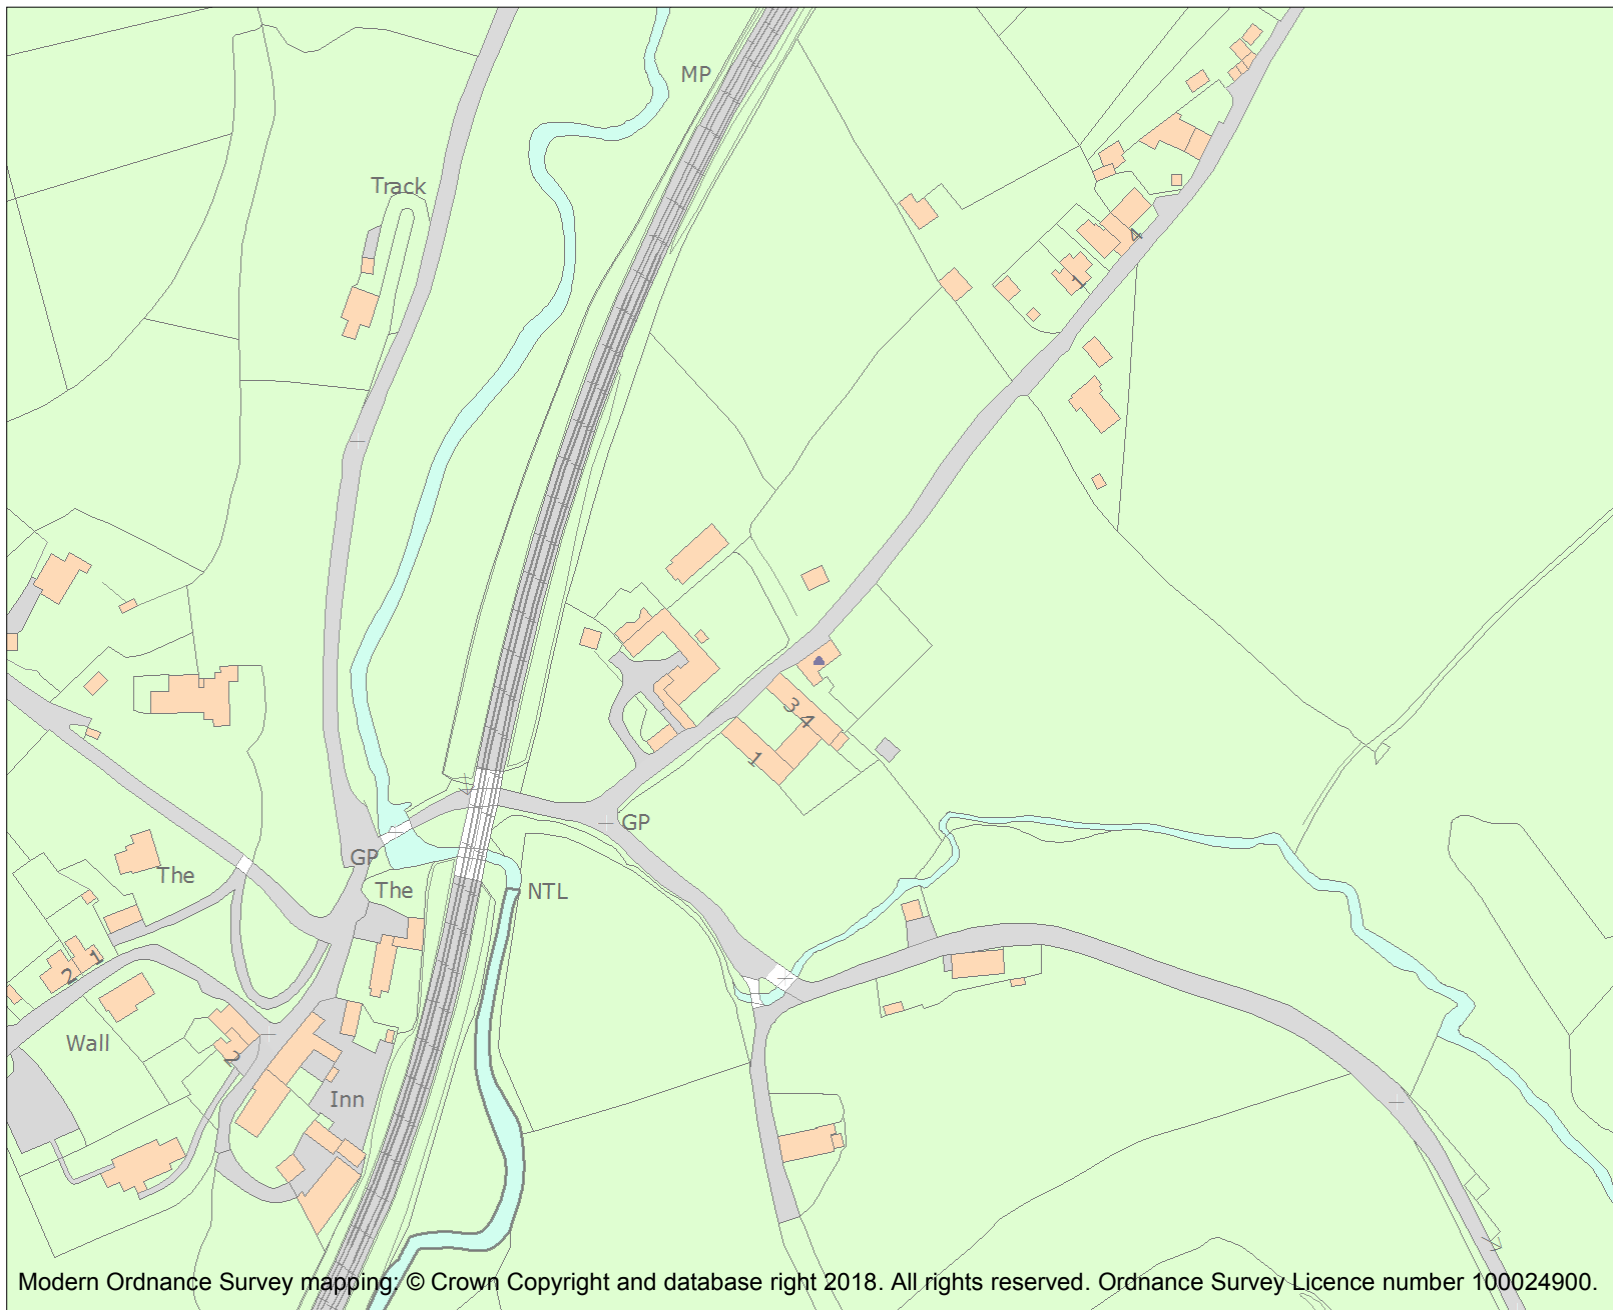 MP
Track
4
1
3 4
1
GP
GP
The
The
NTL
1
2
Wall
2
Inn
Modern Ordnance Survey mapping: © Crown Copyright and database right 2018. All rights reserved. Ordnance Survey Licence number 100024900.